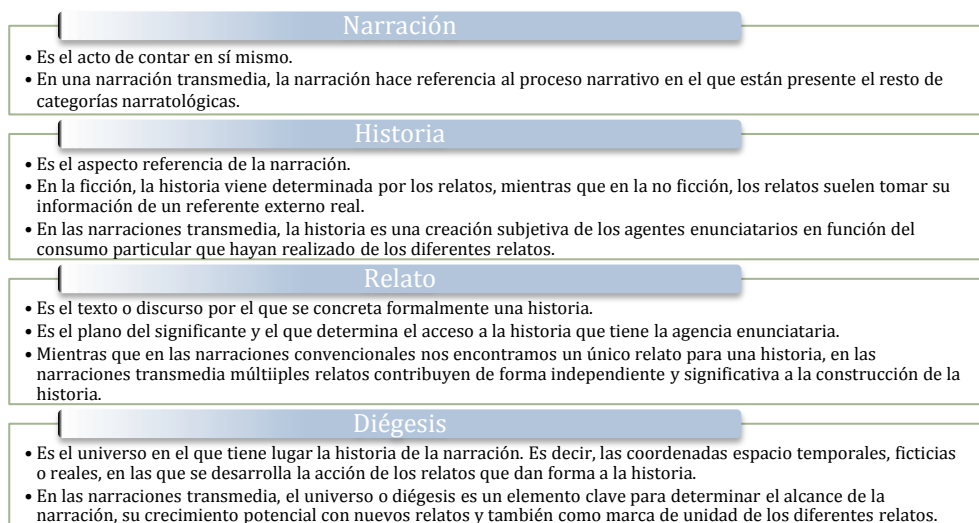 Narración
• Es el acto de contar en sí mismo.
• En una narración transmedia, la narración hace referencia al proceso narrativo en el que están presente el resto de
categorías narratológicas.
Historia
• Es el aspecto referencia de la narración.
• En la ficción, la historia viene determinada por los relatos, mientras que en la no ficción, los relatos suelen tomar su
información de un referente externo real.
• En las narraciones transmedia, la historia es una creación subjetiva de los agentes enunciatarios en función del
consumo particular que hayan realizado de los diferentes relatos.
Relato
• Es el texto o discurso por el que se concreta formalmente una historia.
• Es el plano del significante y el que determina el acceso a la historia que tiene la agencia enunciataria.
• Mientras que en las narraciones convencionales nos encontramos un único relato para una historia, en las
narraciones transmedia múltiiples relatos contribuyen de forma independiente y significativa a la construcción de la
historia.
Diégesis
• Es el universo en el que tiene lugar la historia de la narración. Es decir, las coordenadas espacio temporales, ficticias
o reales, en las que se desarrolla la acción de los relatos que dan forma a la historia.
• En las narraciones transmedia, el universo o diégesis es un elemento clave para determinar el alcance de la
narración, su crecimiento potencial con nuevos relatos y también como marca de unidad de los diferentes relatos.